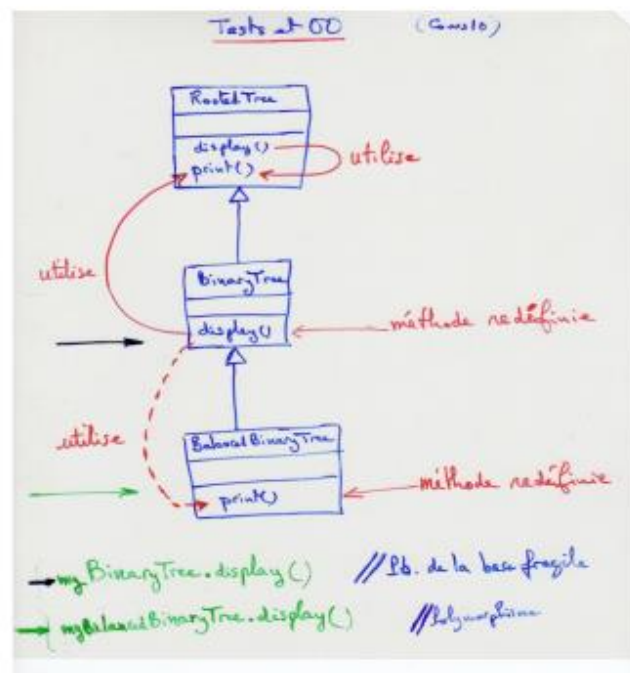 Tests et OO
RootedTree
display()
print()
utilise
utilise
BinaryTree
display()
méthode redéfinie
utilise
BalancedBinaryTree
print()
méthode redéfinie
myBinaryTree.display() // Pb. de la base fragile
myBalancedBinaryTree.display() // Polymorphisme